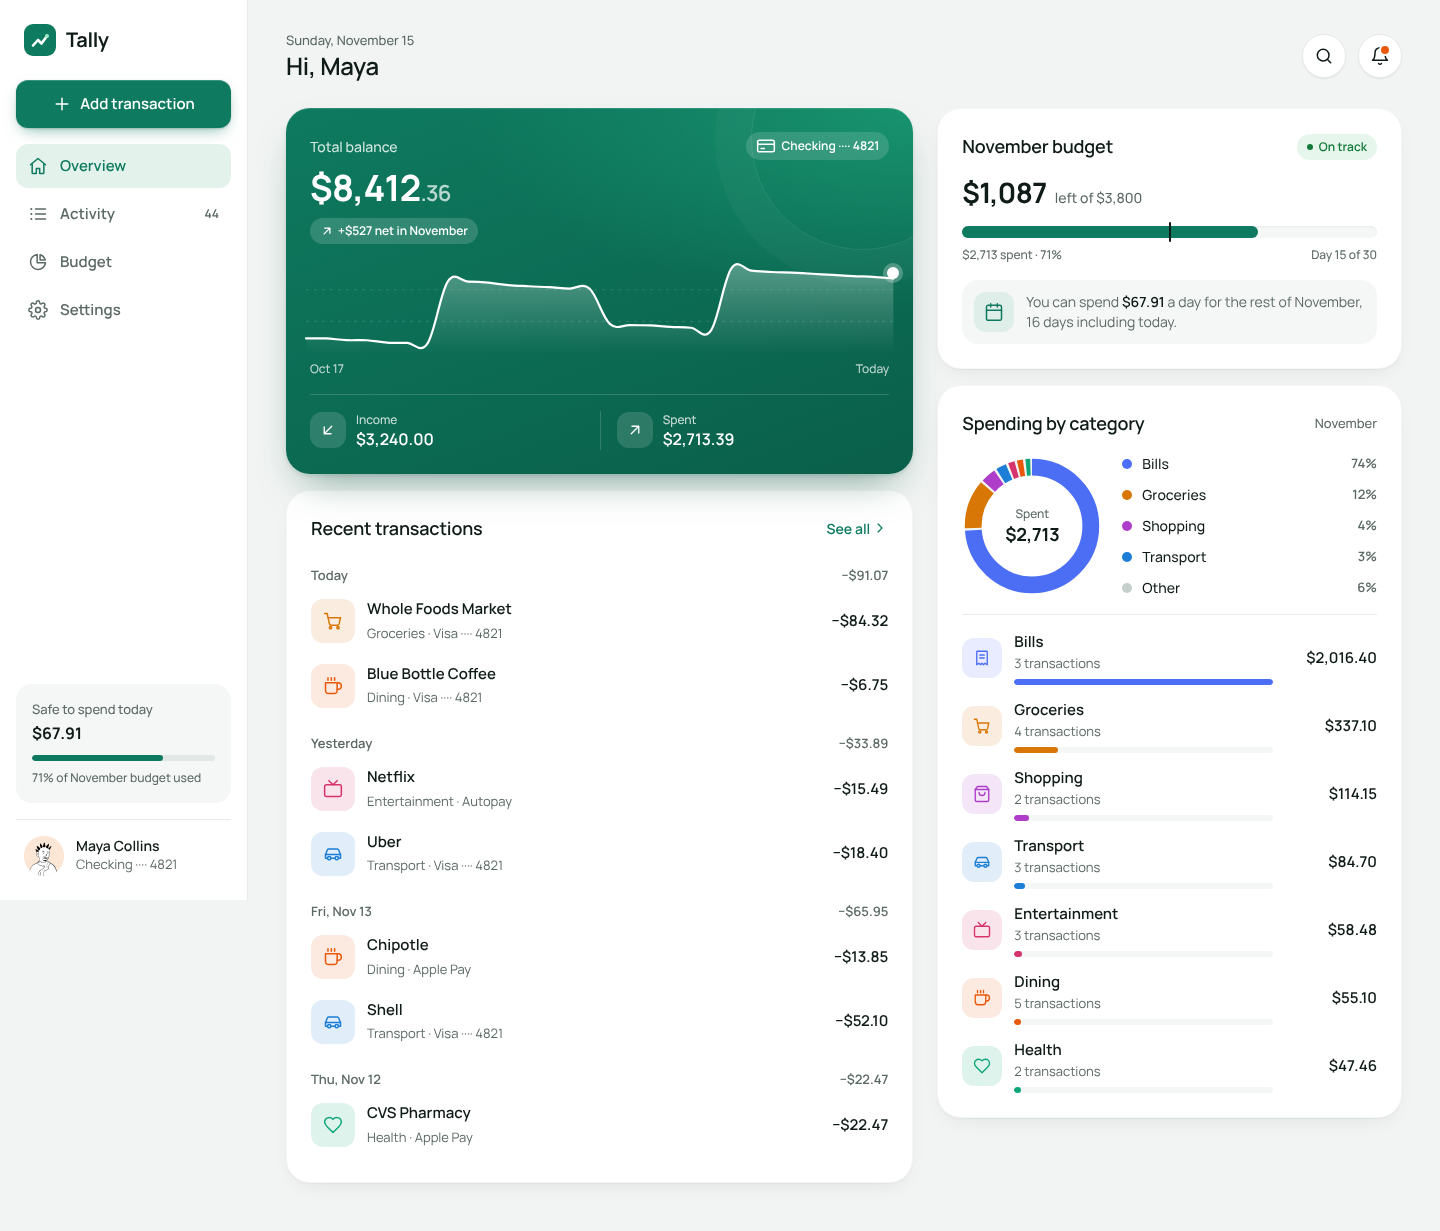 Tally
Add transaction
Overview
Activity 44
Budget
Settings
Safe to spend today
$67.91
71% of November budget used
Maya Collins
Checking ···· 4821
Sunday, November 15
Hi, Maya
Total balance
Checking ···· 4821
$8,412.36
+$527 net in November
Oct 17
Today
Income
$3,240.00
Spent
$2,713.39
Recent transactions
See all
Today −$91.07
Whole Foods Market
Groceries · Visa ···· 4821
−$84.32
Blue Bottle Coffee
Dining · Visa ···· 4821
−$6.75
Yesterday −$33.89
Netflix
Entertainment · Autopay
−$15.49
Uber
Transport · Visa ···· 4821
−$18.40
Fri, Nov 13 −$65.95
Chipotle
Dining · Apple Pay
−$13.85
Shell
Transport · Visa ···· 4821
−$52.10
Thu, Nov 12 −$22.47
CVS Pharmacy
Health · Apple Pay
−$22.47
November budget
On track
$1,087 left of $3,800
$2,713 spent · 71%
Day 15 of 30
You can spend $67.91 a day for the rest of November,
16 days including today.
Spending by category
November
Spent
$2,713
Bills 74%
Groceries 12%
Shopping 4%
Transport 3%
Other 6%
Bills
3 transactions
$2,016.40
Groceries
4 transactions
$337.10
Shopping
2 transactions
$114.15
Transport
3 transactions
$84.70
Entertainment
3 transactions
$58.48
Dining
5 transactions
$55.10
Health
2 transactions
$47.46